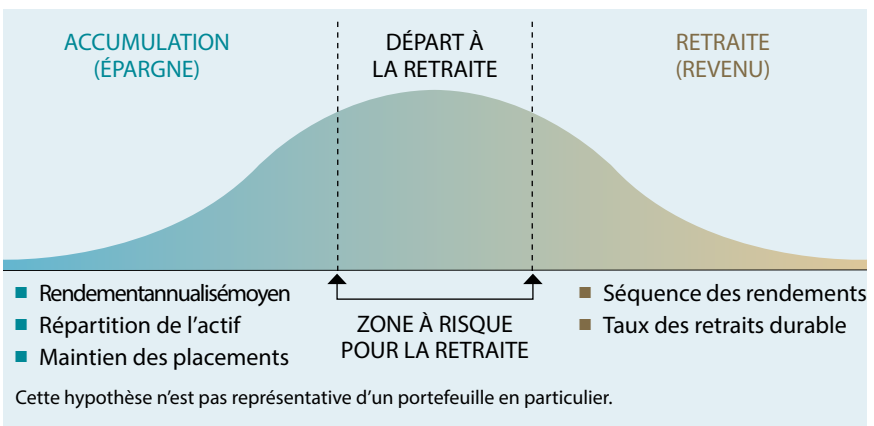 ACCUMULATION
(ÉPARGNE)
DÉPART À
LA RETRAITE
RETRAITE
(REVENU)
Rendementannualisémoyen
Répartition de l'actif
Maintien des placements
ZONE À RISQUE
POUR LA RETRAITE
Séquence des rendements
Taux des retraits durable
Cette hypothèse n'est pas représentative d'un portefeuille en particulier.